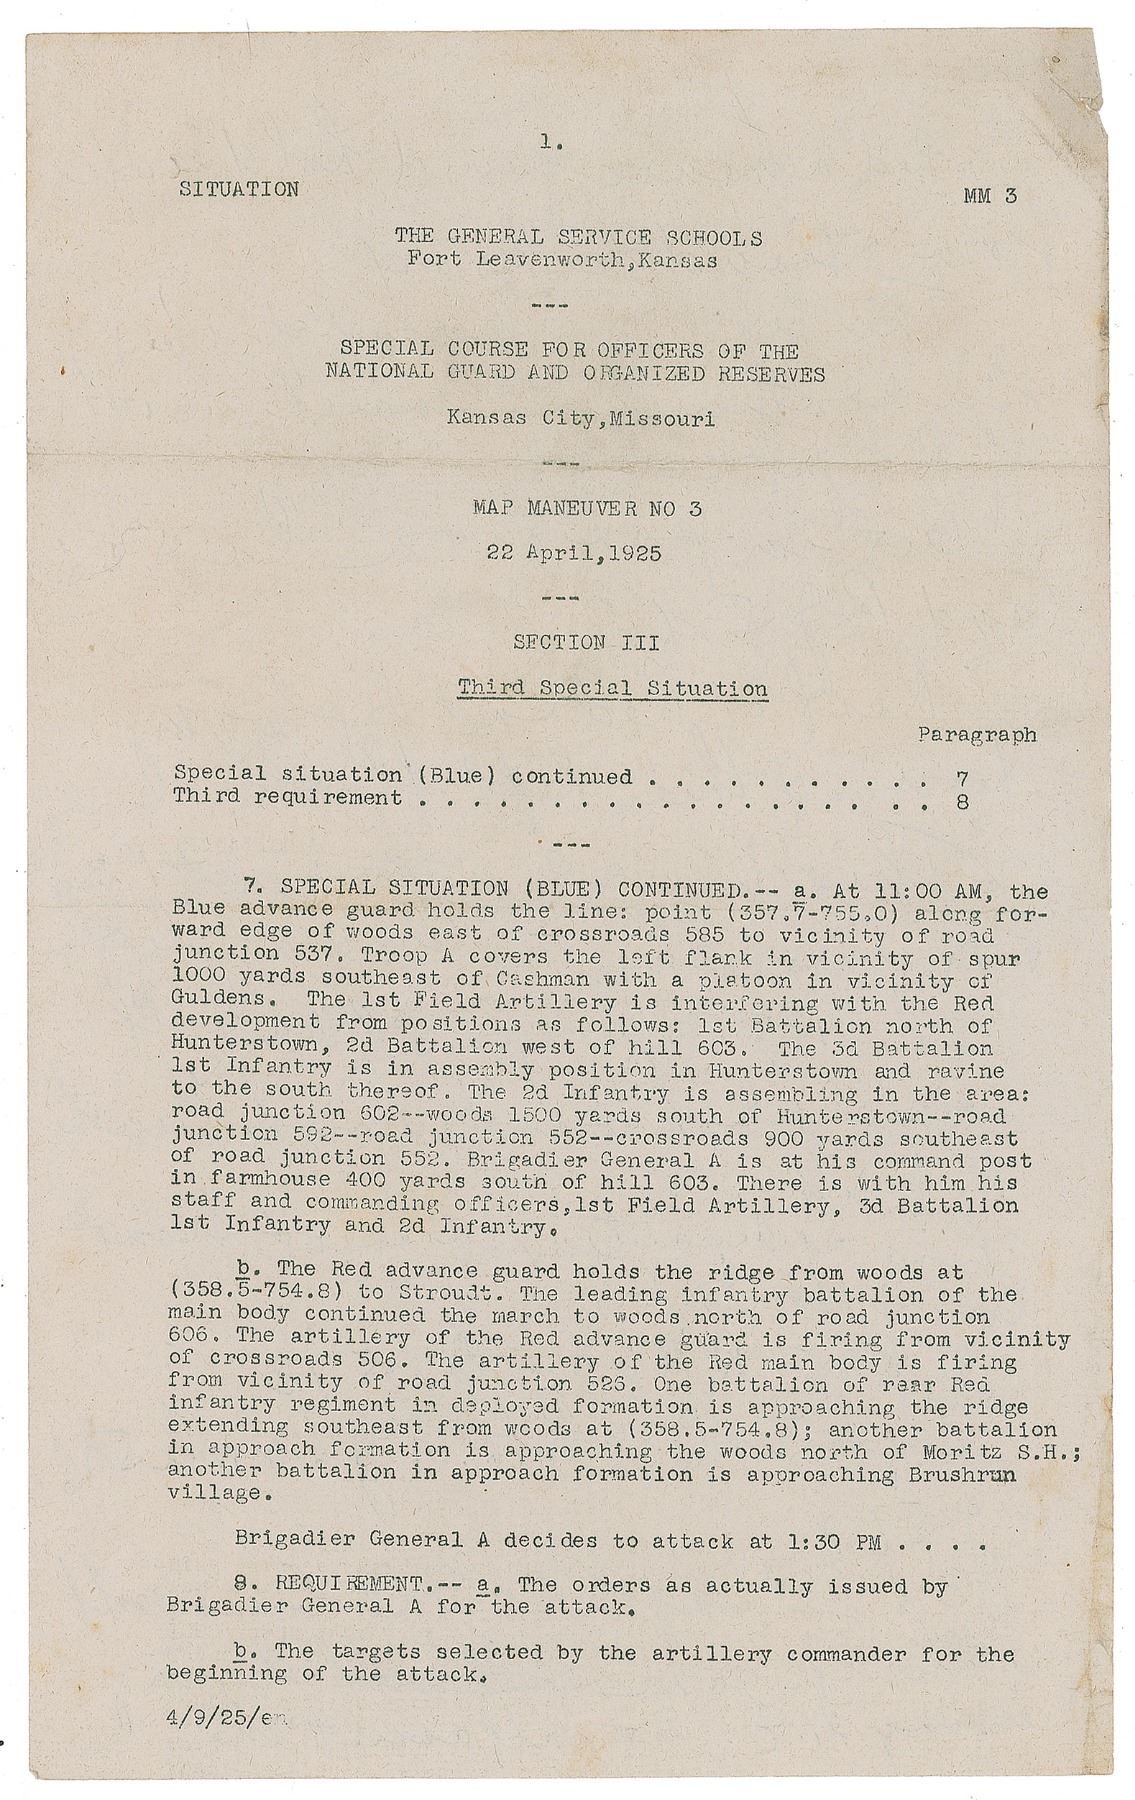 1.
SITUATION MM 3
THE GENERAL SERVICE SCHOOLS
Fort Leavenworth,Kansas
---
SPECIAL COURSE FOR OFFICERS OF THE
NATIONAL GUARD AND ORGANIZED RESERVES
Kansas City,Missouri
---
MAP MANEUVER NO 3
22 April,1925
---
SECTION III
Third Special Situation
Paragraph
Special situation (Blue) continued . . . . . . . . . . . 7
Third requirement . . . . . . . . . . . . . . . . . . . . 8
---
7. SPECIAL SITUATION (BLUE) CONTINUED.-- a. At 11:00 AM, the
Blue advance guard holds the line: point (357.7-755.0) along for-
ward edge of woods east of crossroads 585 to vicinity of road
junction 537. Troop A covers the left flank in vicinity of spur
1000 yards southeast of Cashman with a platoon in vicinity of
Guldens. The 1st Field Artillery is interfering with the Red
development from positions as follows: 1st Battalion north of
Hunterstown, 2d Battalion west of hill 603. The 3d Battalion
1st Infantry is in assembly position in Hunterstown and ravine
to the south thereof. The 2d Infantry is assembling in the area:
road junction 602--woods 1500 yards south of Hunterstown--road
junction 592--road junction 552--crossroads 900 yards southeast
of road junction 552. Brigadier General A is at his command post
in farmhouse 400 yards south of hill 603. There is with him his
staff and commanding officers,1st Field Artillery, 3d Battalion
1st Infantry and 2d Infantry.
b. The Red advance guard holds the ridge from woods at
(358.5-754.8) to Stroudt. The leading infantry battalion of the
main body continued the march to woods north of road junction
606. The artillery of the Red advance guard is firing from vicinity
of crossroads 506. The artillery of the Red main body is firing
from vicinity of road junction 526. One battalion of rear Red
infantry regiment in deployed formation is approaching the ridge
extending southeast from woods at (358.5-754.8); another battalion
in approach formation is approaching the woods north of Moritz S.H.;
another battalion in approach formation is approaching Brushrun
village.
Brigadier General A decides to attack at 1:30 PM . . . .
8. REQUIREMENT.-- a. The orders as actually issued by
Brigadier General A for the attack.
b. The targets selected by the artillery commander for the
beginning of the attack.
4/9/25/en